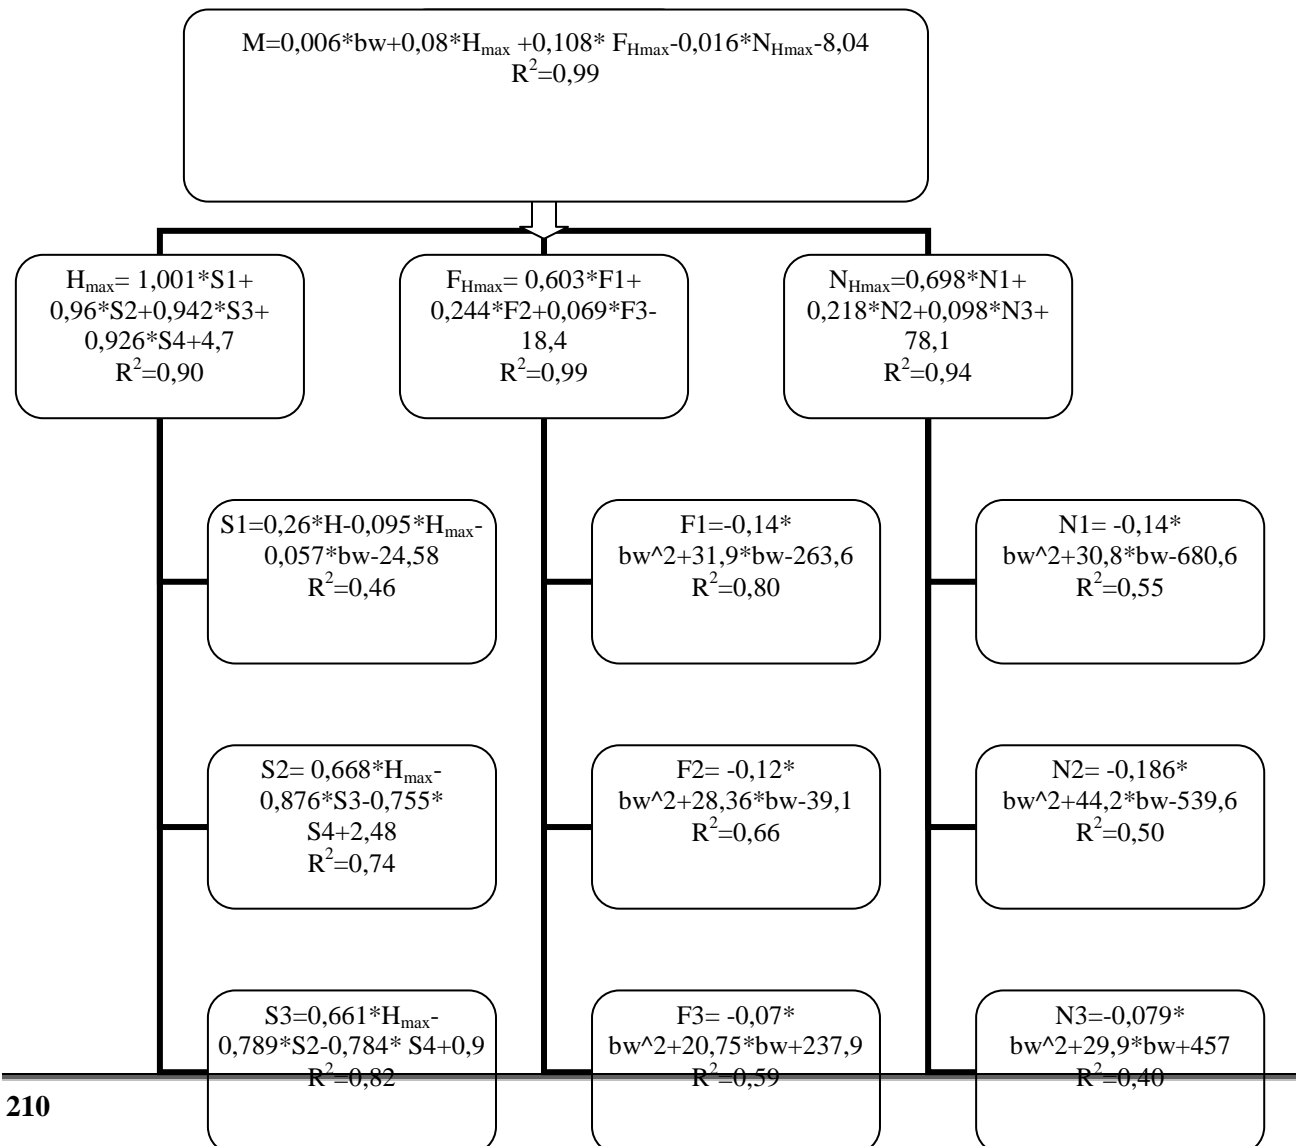 M=0,006*bw+0,08*Hmax +0,108* FHmax-0,016*NHmax-8,04
R²=0,99
Hmax= 1,001*S1+
0,96*S2+0,942*S3+
0,926*S4+4,7
R²=0,90
FHmax= 0,603*F1+
0,244*F2+0,069*F3-
18,4
R²=0,99
NHmax=0,698*N1+
0,218*N2+0,098*N3+
78,1
R²=0,94
S1=0,26*H-0,095*Hmax-
0,057*bw-24,58
R²=0,46
F1=-0,14*
bw^2+31,9*bw-263,6
R²=0,80
N1= -0,14*
bw^2+30,8*bw-680,6
R²=0,55
S2= 0,668*Hmax-
0,876*S3-0,755*
S4+2,48
R²=0,74
F2= -0,12*
bw^2+28,36*bw-39,1
R²=0,66
N2= -0,186*
bw^2+44,2*bw-539,6
R²=0,50
S3=0,661*Hmax-
0,789*S2-0,784* S4+0,9
R²=0,82
F3= -0,07*
bw^2+20,75*bw+237,9
R²=0,59
N3=-0,079*
bw^2+29,9*bw+457
R²=0,40
210